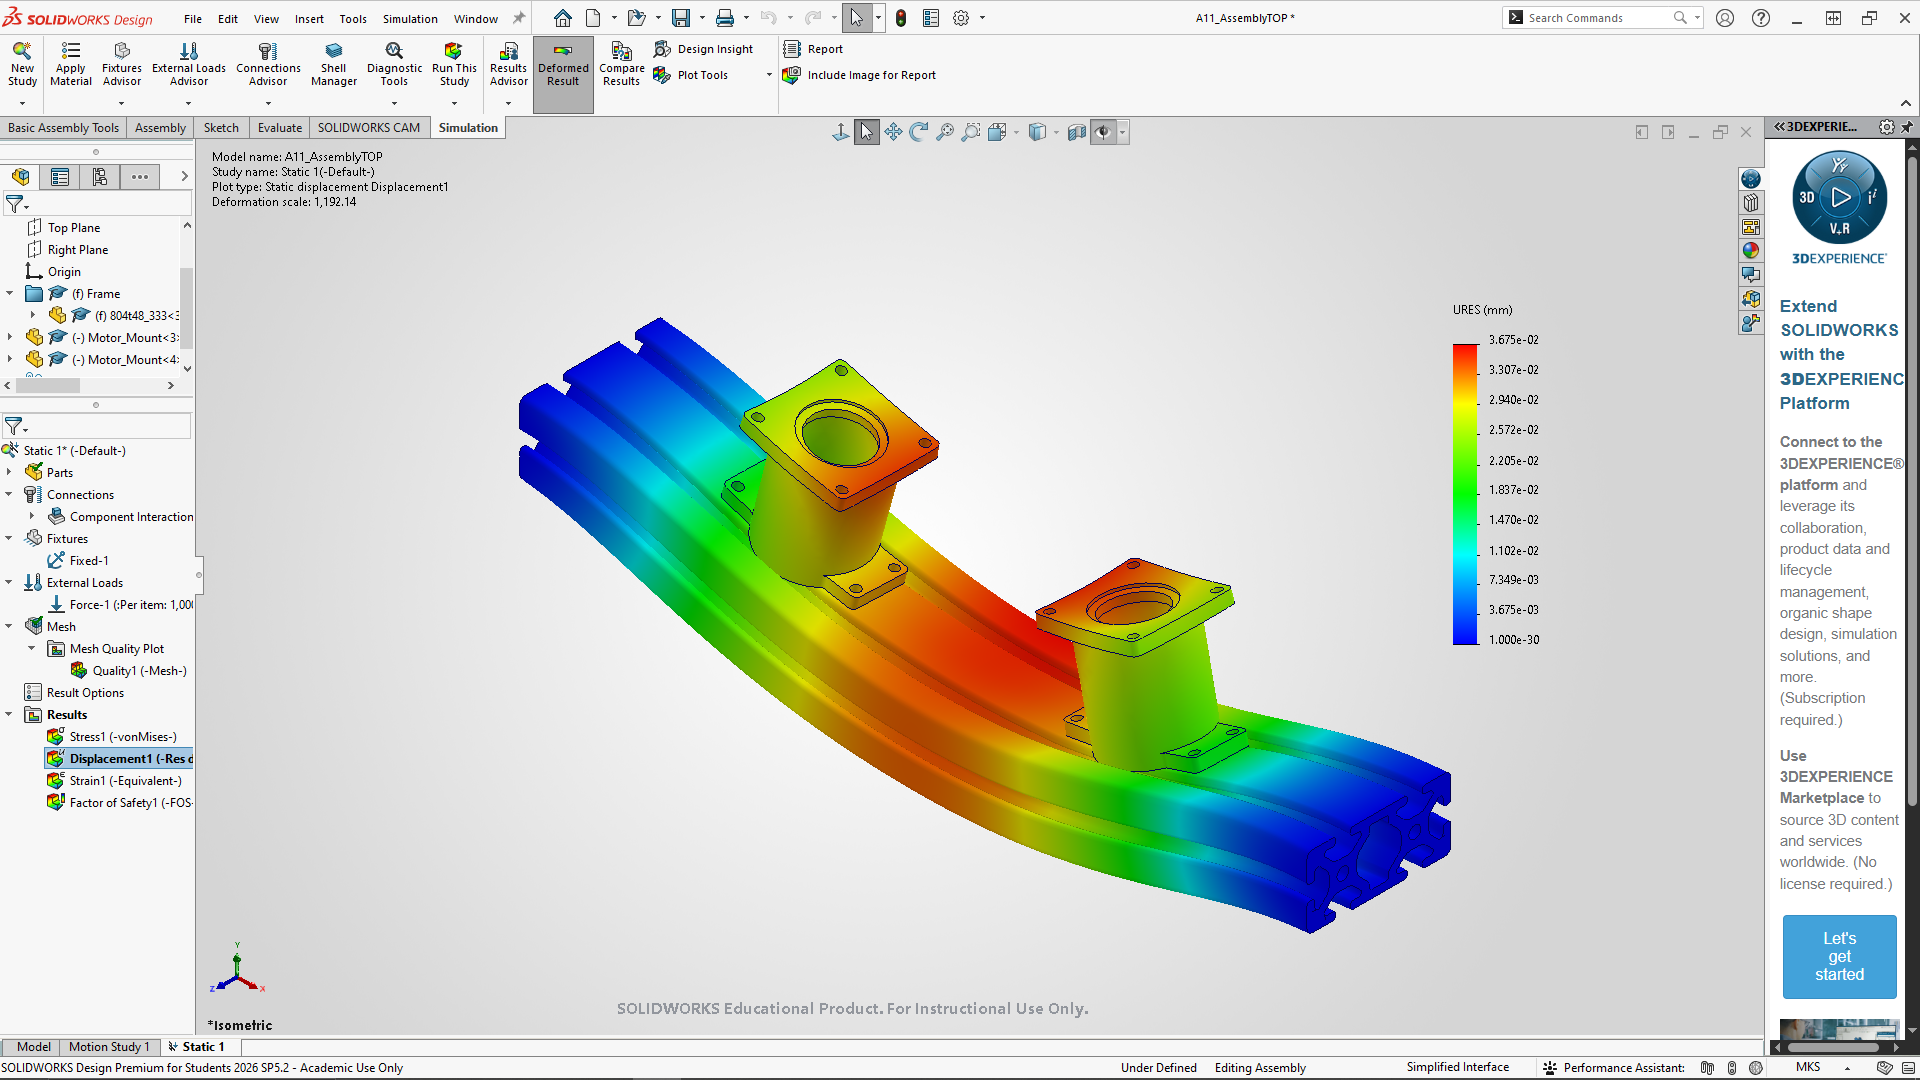 SOLIDWORKS Design
File Edit View Insert Tools Simulation Window
A11_AssemblyTOP *
Search Commands
New Study
Apply Material
Fixtures Advisor
External Loads Advisor
Connections Advisor
Shell Manager
Diagnostic Tools
Run This Study
Results Advisor
Deformed Result
Compare Results
Design Insight
Plot Tools
Report
Include Image for Report
Basic Assembly Tools Assembly Sketch Evaluate SOLIDWORKS CAM Simulation
Top Plane
Right Plane
Origin
(f) Frame
(f) 804t48_333<3
(-) Motor_Mount<3>
(-) Motor_Mount<4>
Static 1* (-Default-)
Parts
Connections
Component Interaction
Fixtures
Fixed-1
External Loads
Force-1 (:Per item: 1,00
Mesh
Mesh Quality Plot
Quality1 (-Mesh-)
Result Options
Results
Stress1 (-vonMises-)
Displacement1 (-Res d
Strain1 (-Equivalent-)
Factor of Safety1 (-FOS-
Model name: A11_AssemblyTOP
Study name: Static 1(-Default-)
Plot type: Static displacement Displacement1
Deformation scale: 1,192.14
URES (mm)
3.675e-02
3.307e-02
2.940e-02
2.572e-02
2.205e-02
1.837e-02
1.470e-02
1.102e-02
7.349e-03
3.675e-03
1.000e-30
Y
Z
X
*Isometric
SOLIDWORKS Educational Product. For Instructional Use Only.
3DEXPERIE...
3D
V+R
3DEXPERIENCE
Extend
SOLIDWORKS
with the
3DEXPERIENC
Platform
Connect to the
3DEXPERIENCE®
platform and
leverage its
collaboration,
product data and
lifecycle
management,
organic shape
design, simulation
solutions, and
more.
(Subscription
required.)
Use
3DEXPERIENCE
Marketplace to
source 3D content
and services
worldwide. (No
license required.)
Let's
get
started
Model Motion Study 1 Static 1
SOLIDWORKS Design Premium for Students 2026 SP5.2 - Academic Use Only
Under Defined Editing Assembly Simplified Interface Performance Assistant: MKS